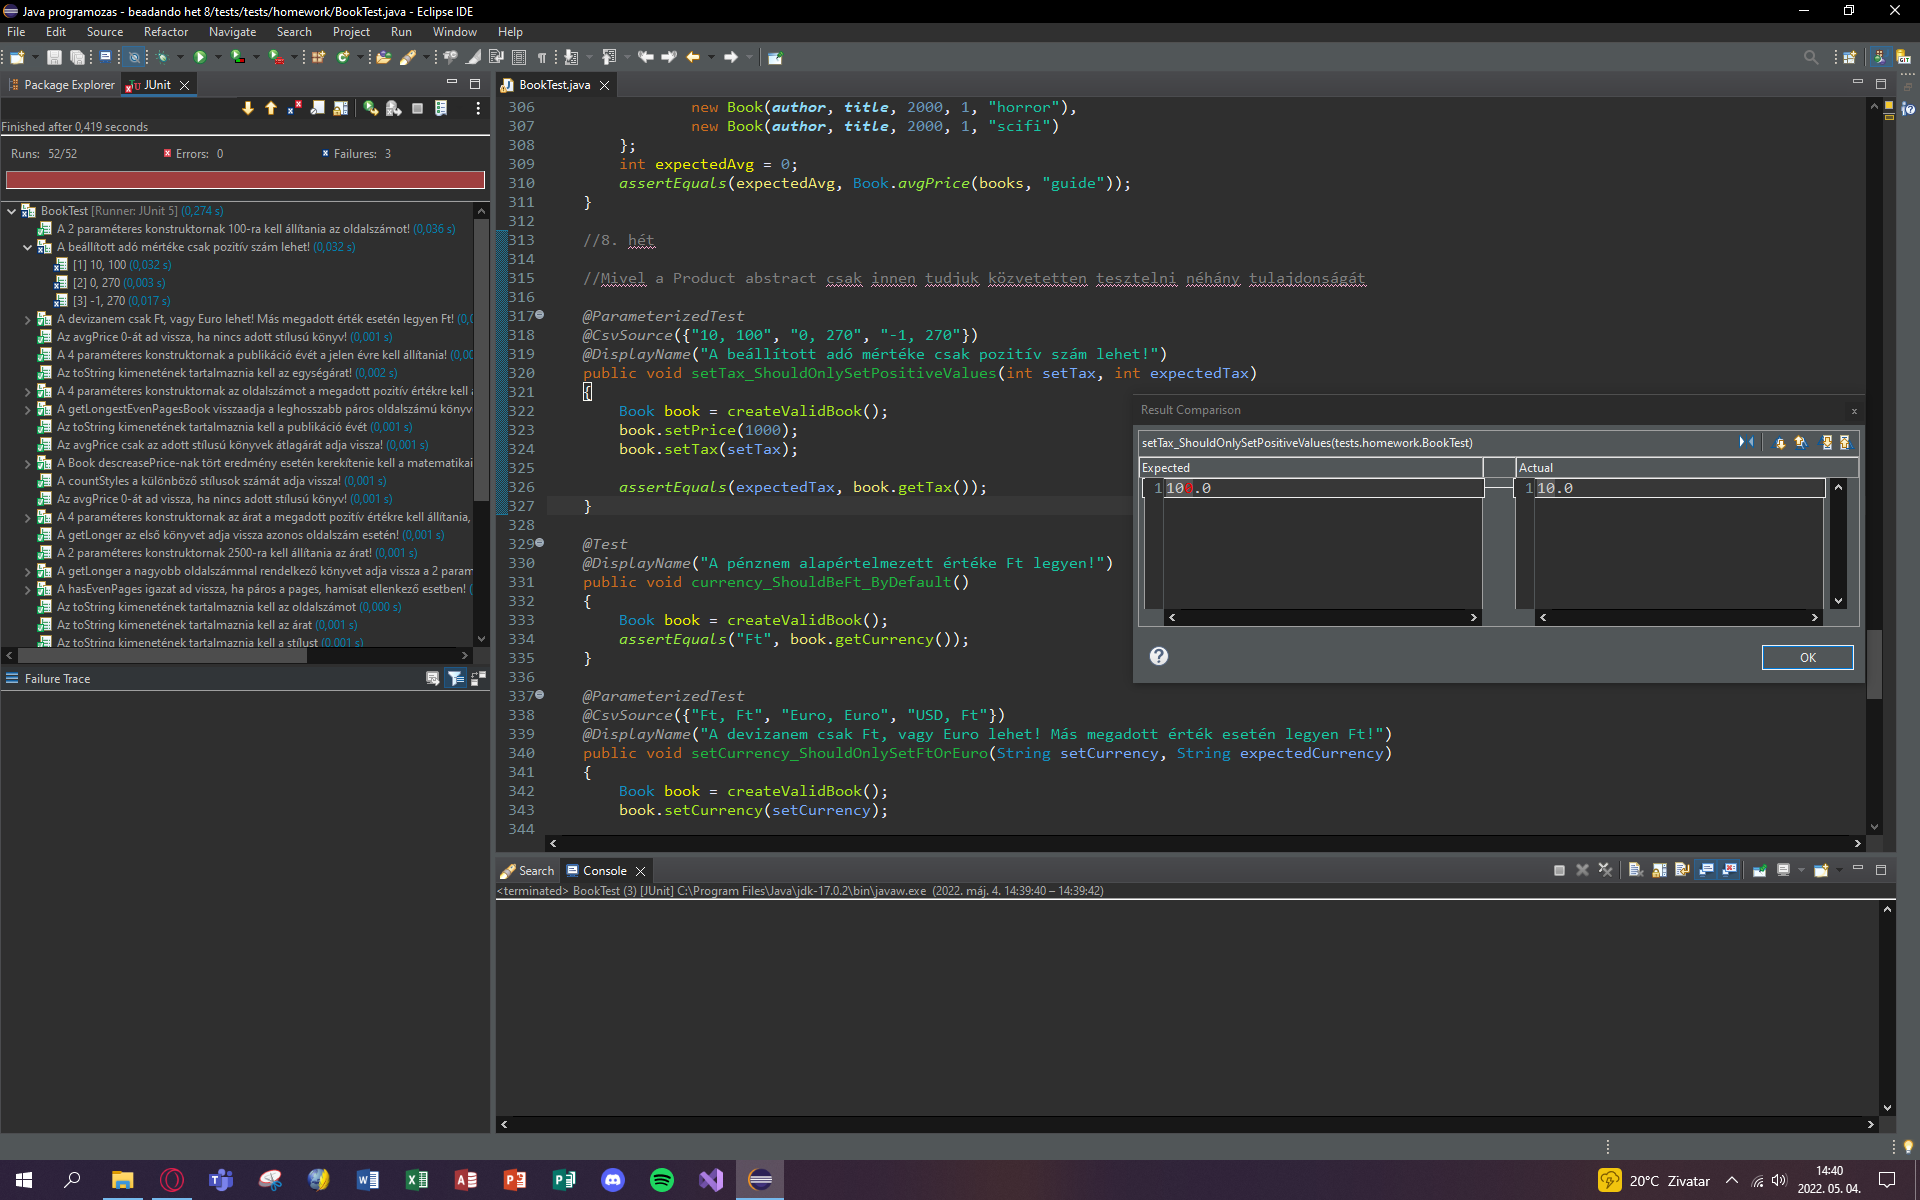 Java programozas - beadando het 8/tests/tests/homework/BookTest.java - Eclipse IDE
File Edit Source Refactor Navigate Search Project Run Window Help
Package Explorer JUnit
Finished after 0,419 seconds
Runs: 52/52 Errors: 0 Failures: 3
BookTest [Runner: JUnit 5] (0,274 s)
A 2 paraméteres konstruktornak 100-ra kell állítania az oldalszámot! (0,036 s)
A beállított adó mértéke csak pozitív szám lehet! (0,032 s)
[1] 10, 100 (0,032 s)
[2] 0, 270 (0,003 s)
[3] -1, 270 (0,017 s)
A devizanem csak Ft, vagy Euro lehet! Más megadott érték esetén legyen Ft! (0,0
Az avgPrice 0-át ad vissza, ha nincs adott stílusú könyv! (0,001 s)
A 4 paraméteres konstruktornak a publikáció évét a jelen évre kell állítania! (0,00
Az toString kimenetének tartalmaznia kell az egységárat! (0,002 s)
A 4 paraméteres konstruktornak az oldalszámot a megadott pozitív értékre kell á
A getLongestEvenPagesBook visszaadja a leghosszabb páros oldalszámú könyv
Az toString kimenetének tartalmaznia kell a publikáció évét (0,001 s)
Az avgPrice csak az adott stílusú könyvek átlagárát adja vissza! (0,001 s)
A Book descreasePrice-nak tört eredmény esetén kerekítenie kell a matematikai
A countStyles a különböző stílusok számát adja vissza! (0,001 s)
Az avgPrice 0-át ad vissza, ha nincs adott stílusú könyv! (0,001 s)
A 4 paraméteres konstruktornak az árat a megadott pozitív értékre kell állítania,
A getLonger az első könyvet adja vissza azonos oldalszám esetén! (0,001 s)
A 2 paraméteres konstruktornak 2500-ra kell állítania az árat! (0,001 s)
A getLonger a nagyobb oldalszámmal rendelkező könyvet adja vissza a 2 param
A hasEvenPages igazat ad vissza, ha páros a pages, hamisat ellenkező esetben! (
Az toString kimenetének tartalmaznia kell az oldalszámot (0,000 s)
Az toString kimenetének tartalmaznia kell az árat (0,001 s)
Az toString kimenetének tartalmaznia kell a stílust (0,001 s)
Failure Trace
BookTest.java
306 new Book(author, title, 2000, 1, "horror"),
307 new Book(author, title, 2000, 1, "scifi")
308 };
309 int expectedAvg = 0;
310 assertEquals(expectedAvg, Book.avgPrice(books, "guide"));
311 }
312
313 //8. hét
314
315 //Mivel a Product abstract csak innen tudjuk közvetetten tesztelni néhány tulajdonságát
316
317 @ParameterizedTest
318 @CsvSource({"10, 100", "0, 270", "-1, 270"})
319 @DisplayName("A beállított adó mértéke csak pozitív szám lehet!")
320 public void setTax_ShouldOnlySetPositiveValues(int setTax, int expectedTax)
321 {
322 Book book = createValidBook();
323 book.setPrice(1000);
324 book.setTax(setTax);
325
326 assertEquals(expectedTax, book.getTax());
327 }
328
329 @Test
330 @DisplayName("A pénznem alapértelmezett értéke Ft legyen!")
331 public void currency_ShouldBeFt_ByDefault()
332 {
333 Book book = createValidBook();
334 assertEquals("Ft", book.getCurrency());
335 }
336
337 @ParameterizedTest
338 @CsvSource({"Ft, Ft", "Euro, Euro", "USD, Ft"})
339 @DisplayName("A devizanem csak Ft, vagy Euro lehet! Más megadott érték esetén legyen Ft!")
340 public void setCurrency_ShouldOnlySetFtOrEuro(String setCurrency, String expectedCurrency)
341 {
342 Book book = createValidBook();
343 book.setCurrency(setCurrency);
344
Result Comparison
setTax_ShouldOnlySetPositiveValues(tests.homework.BookTest)
Expected Actual
1 100.0 1 10.0
OK
Search Console
<terminated> BookTest (3) [JUnit] C:\Program Files\Java\jdk-17.0.2\bin\javaw.exe (2022. máj. 4. 14:39:40 – 14:39:42)
20°C Zivatar
14:40
2022. 05. 04.